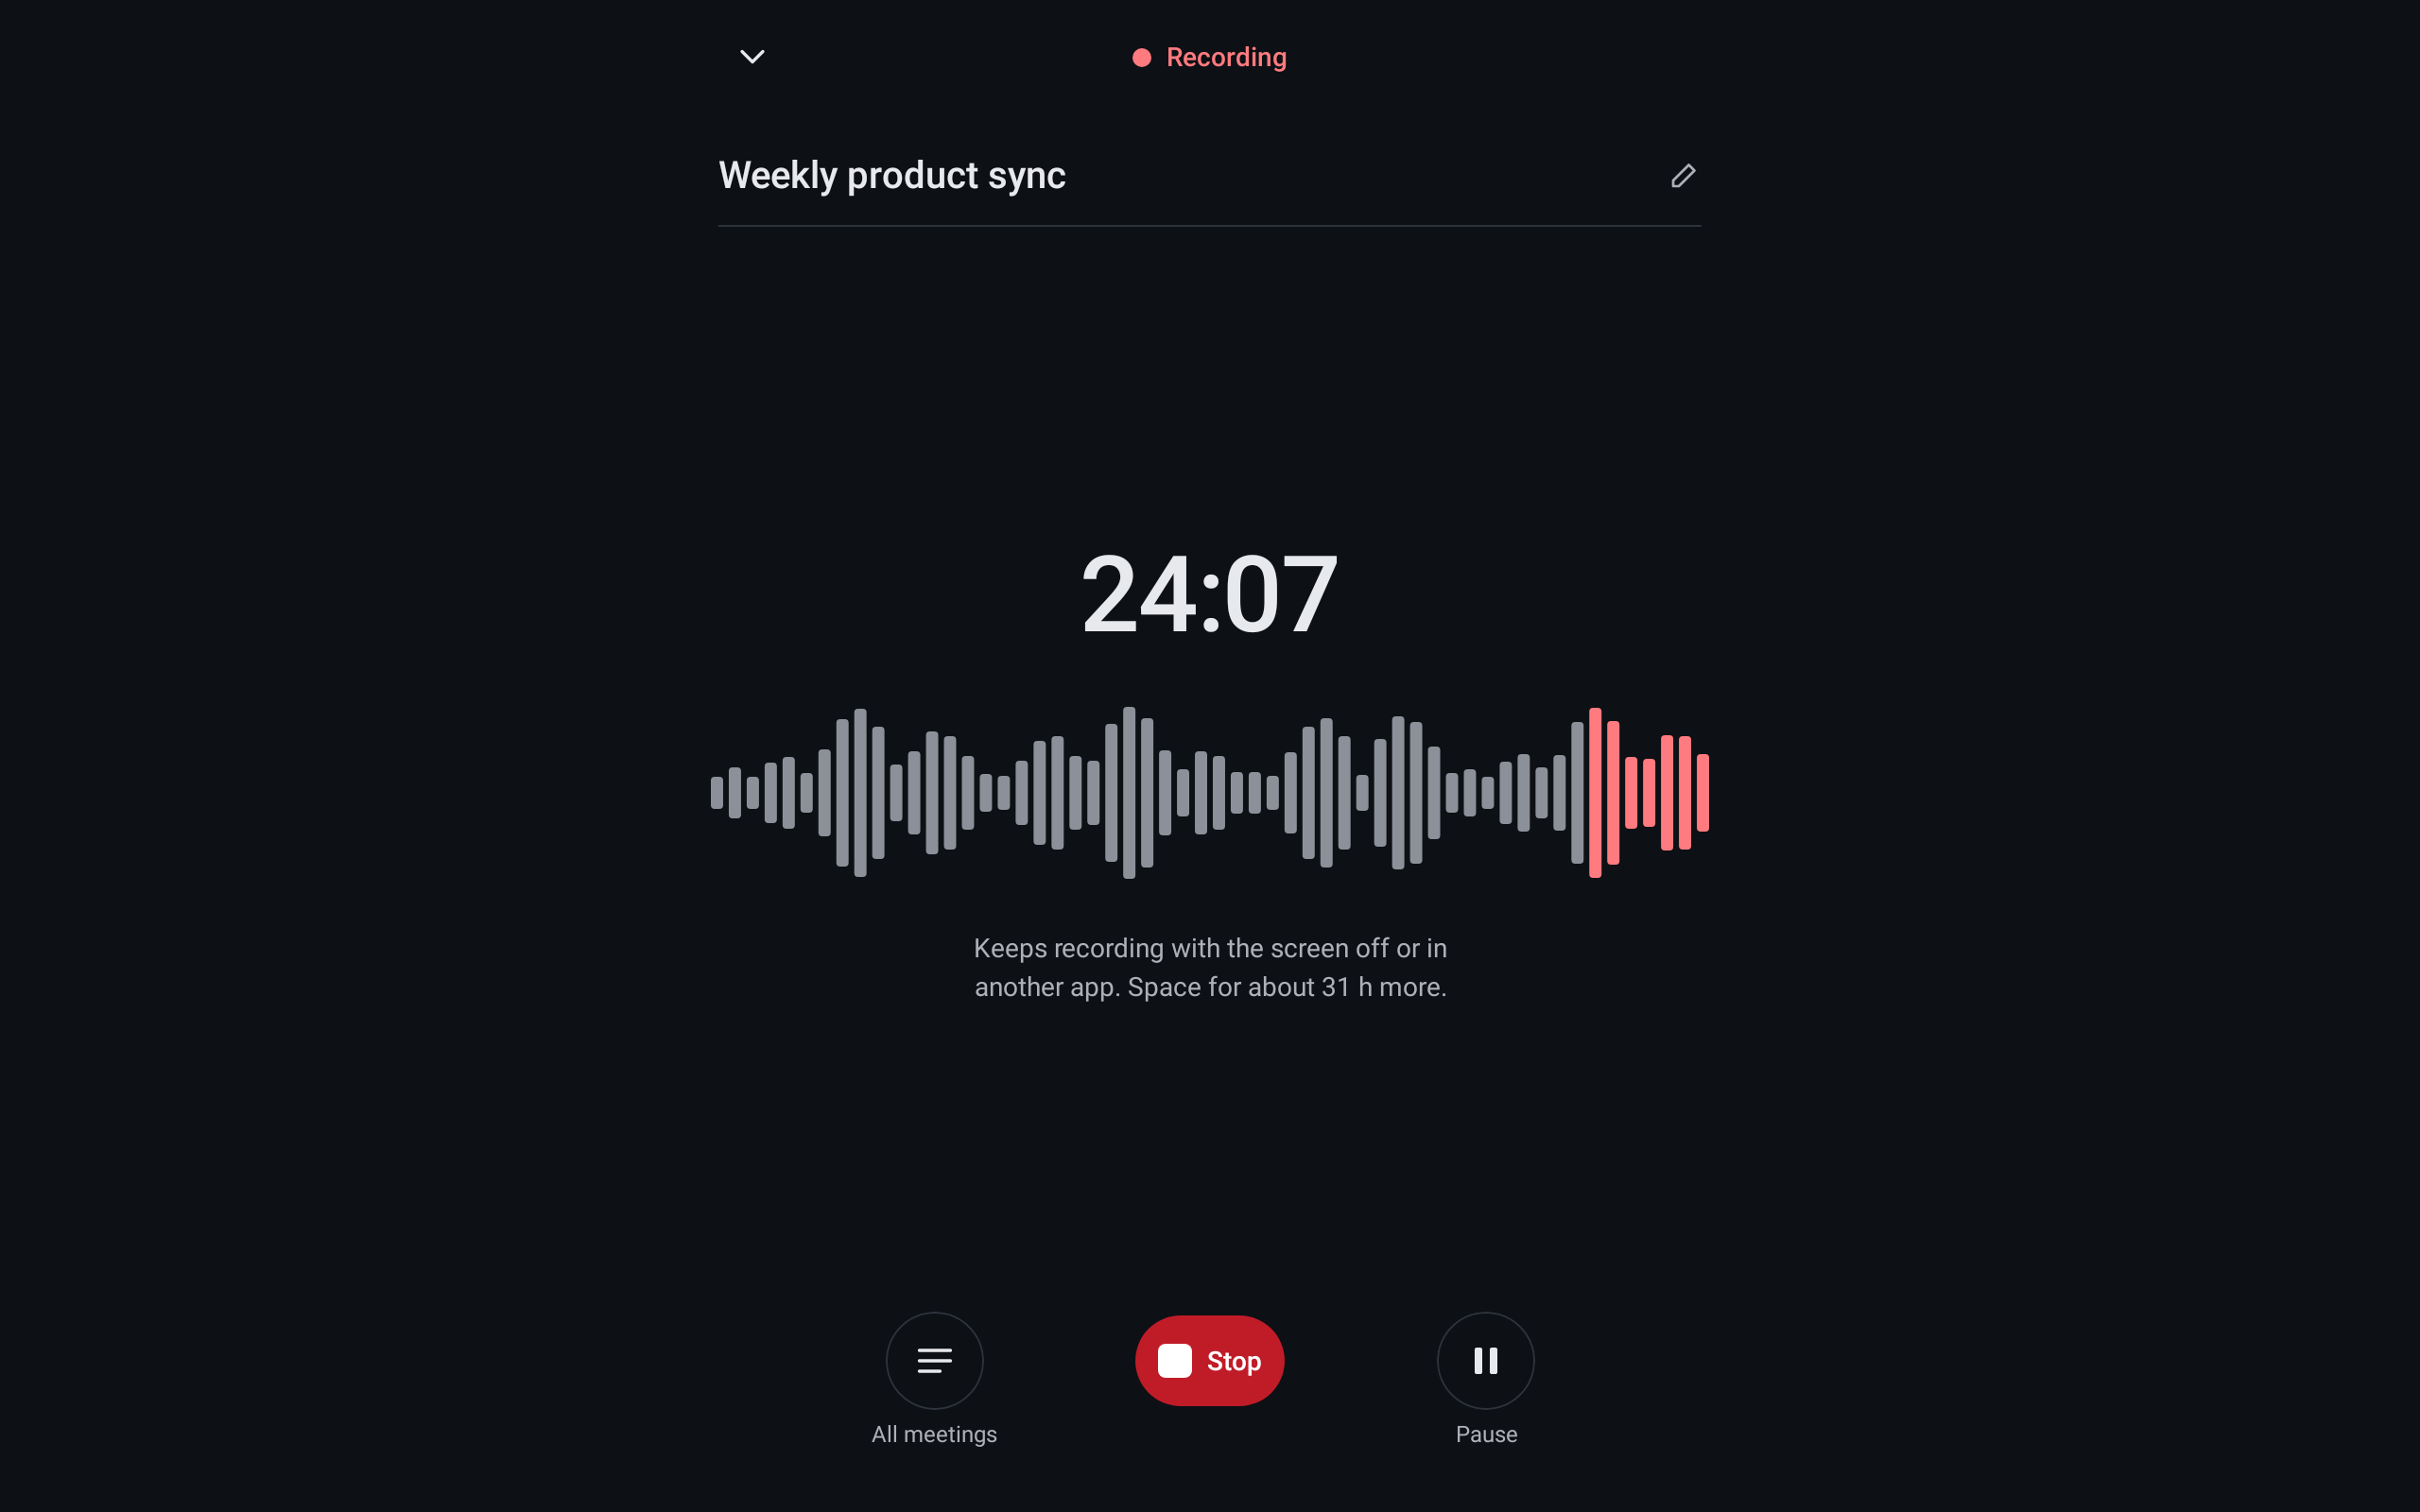 Recording
Weekly product sync
24:07
Keeps recording with the screen off or in
another app. Space for about 31 h more.
Stop
All meetings
Pause